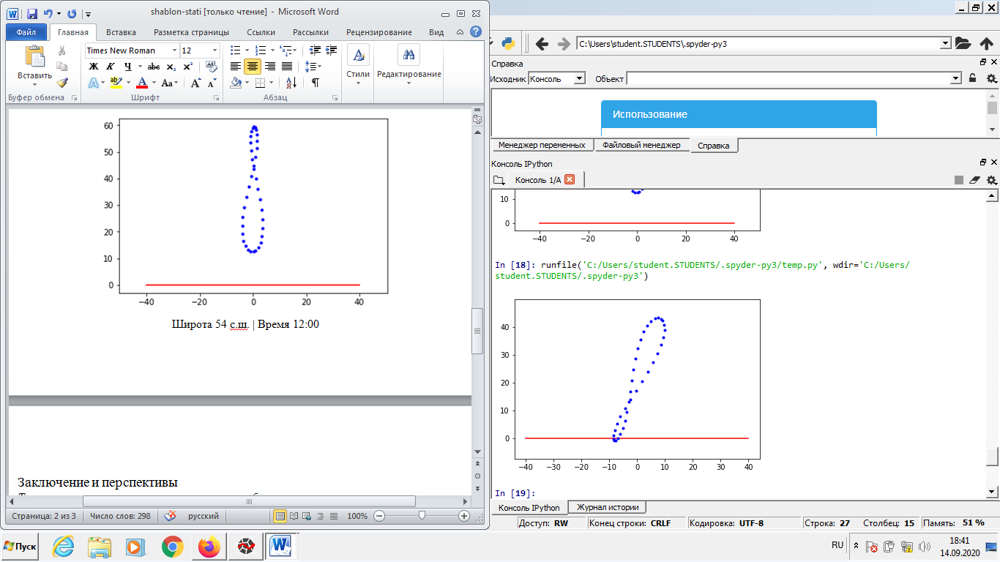 shablon-stati [только чтение] - Microsoft Word
Файл Главная Вставка Разметка страницы Ссылки Рассылки Рецензирование Вид
Times New Roman 12
Вставить
Ж К Ч abc x₂ x²
Aa
Стили
Редактирование
Буфер обмена Шрифт Абзац
60
50
40
30
20
10
0
−40 −20 0 20 40
Широта 54 с.ш. | Время 12:00
Заключение и перспективы
Страница: 2 из 3 Число слов: 298 русский 100%
C:\Users\student.STUDENTS\.spyder-py3
Справка
Исходник Консоль Объект
Использование
Менеджер переменных Файловый менеджер Справка
Консоль IPython
Консоль 1/A
10
0
−40 −20 0 20 40
In [18]: runfile('C:/Users/student.STUDENTS/.spyder-py3/temp.py', wdir='C:/Users/
student.STUDENTS/.spyder-py3')
40
30
20
10
0
−40 −30 −20 −10 0 10 20 30 40
In [19]:
Консоль IPython Журнал истории
Доступ: RW Конец строки: CRLF Кодировка: UTF-8 Строка: 27 Столбец: 15 Память: 51 %
Пуск
RU
18:41
14.09.2020